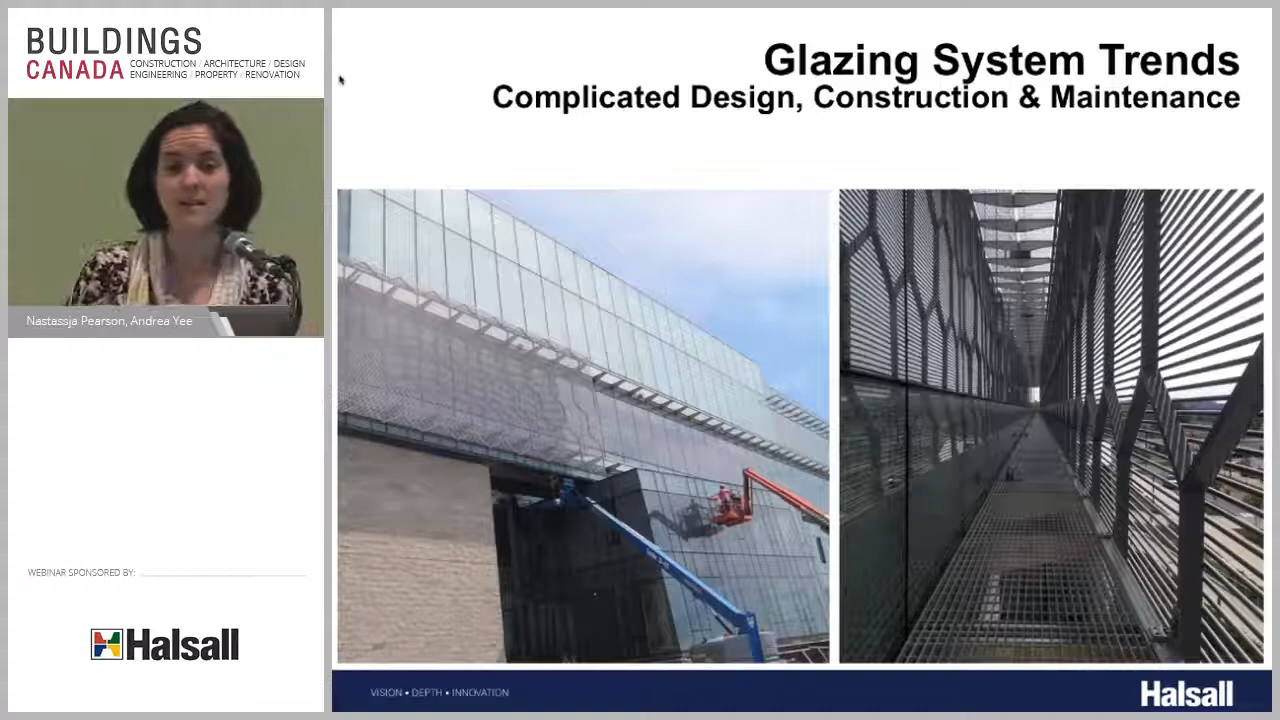 BUILDINGS
CANADA CONSTRUCTION / ARCHITECTURE / DESIGN
ENGINEERING / PROPERTY / RENOVATION
Nastassja Pearson, Andrea Yee
WEBINAR SPONSORED BY:
Halsall
Glazing System Trends
Complicated Design, Construction & Maintenance
VISION • DEPTH • INNOVATION
Halsall